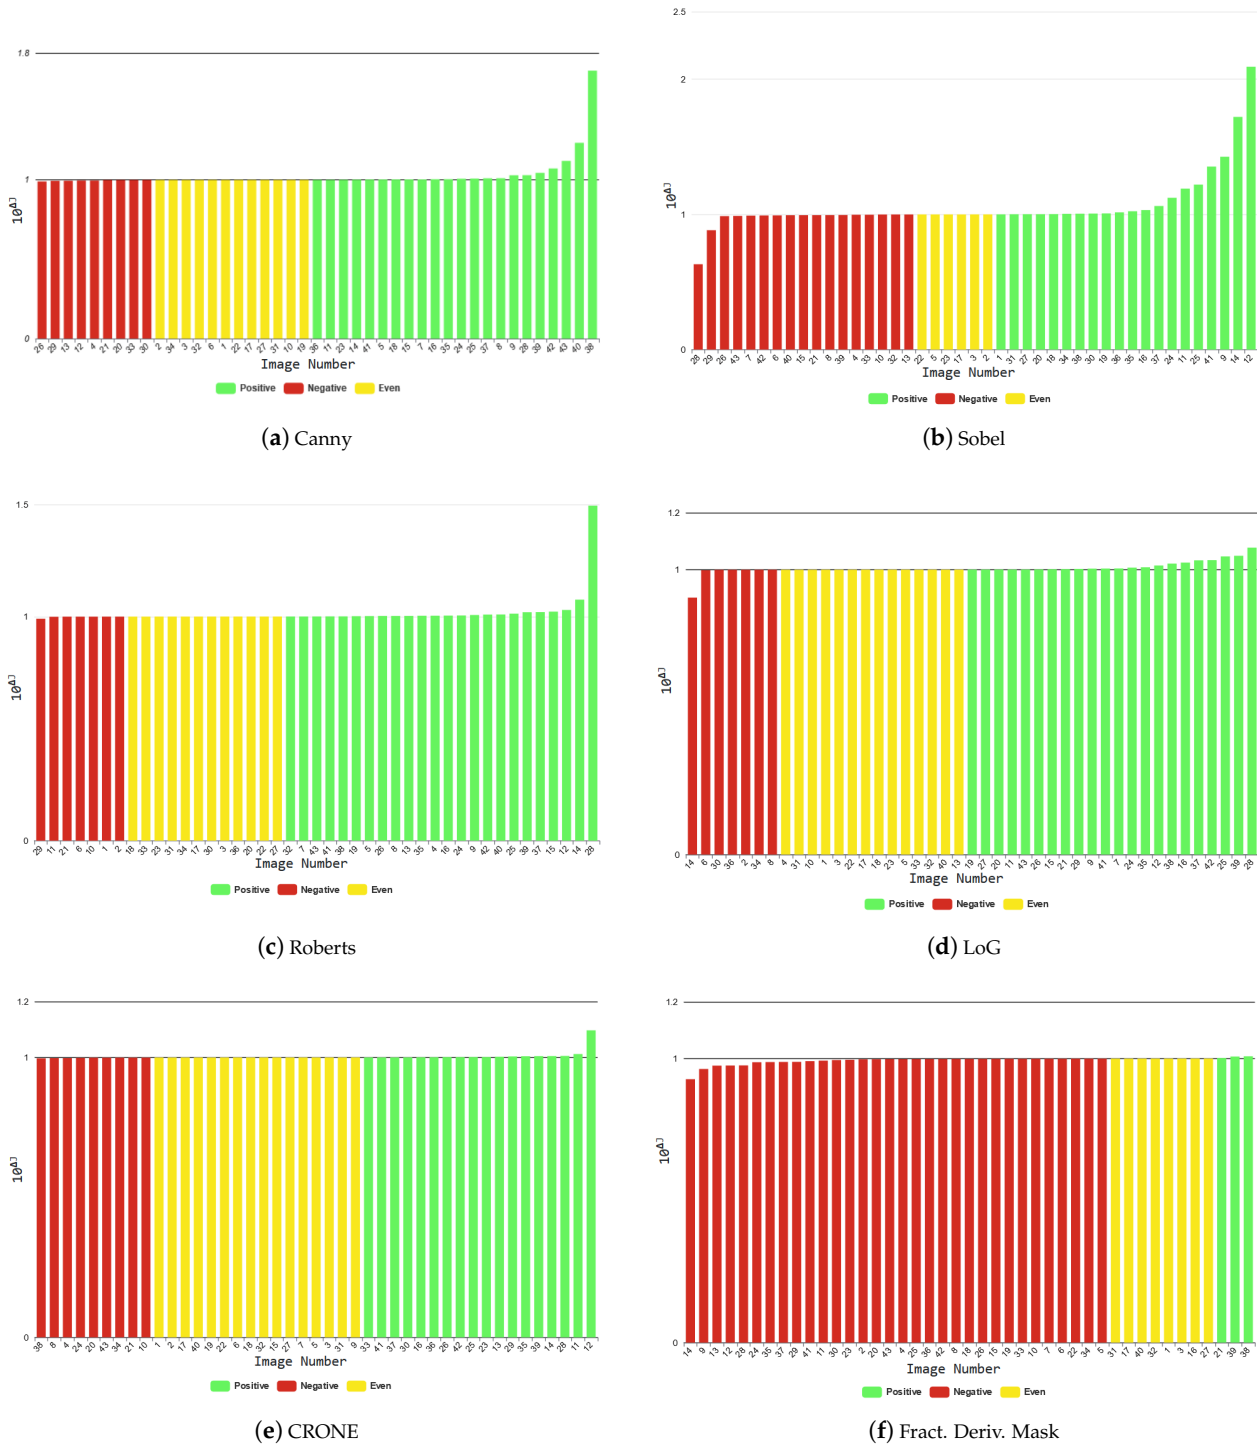 1.8
1
0
10^ΔJ
26 29 13 12 4 21 20 33 30 2 34 3 32 6 1 22 17 27 31 10 19 36 11 23 14 41 5 18 15 7 16 35 24 25 37 8 9 28 39 42 43 40 38
Image Number
Positive Negative Even
(a) Canny
2.5
2
1
0
10^ΔJ
28 29 26 43 7 42 6 40 15 21 8 39 4 33 10 32 13 22 5 23 17 3 2 1 31 27 20 18 34 38 30 19 36 35 16 37 24 11 25 41 9 14 12
Image Number
Positive Negative Even
(b) Sobel
1.5
1
0
10^ΔJ
29 11 21 6 10 1 2 18 33 23 31 34 17 30 3 36 20 22 27 32 7 43 41 38 19 5 26 8 13 35 4 16 24 9 42 40 25 39 37 15 12 14 28
Image Number
Positive Negative Even
(c) Roberts
1.2
1
0
10^ΔJ
14 6 30 36 2 34 8 4 31 10 1 3 22 17 18 23 5 33 32 40 13 19 27 20 11 43 26 15 21 29 9 41 7 24 35 12 38 16 37 42 25 39 28
Image Number
Positive Negative Even
(d) LoG
1.2
1
0
10^ΔJ
38 8 4 24 20 43 34 21 10 1 2 17 40 19 22 6 18 32 15 27 7 5 3 31 9 33 41 37 30 16 36 26 42 25 23 13 29 35 39 14 28 11 12
Image Number
Positive Negative Even
(e) CRONE
1.2
1
0
10^ΔJ
14 9 13 12 28 24 35 37 29 41 11 30 23 2 20 43 4 25 36 42 8 18 26 15 19 33 10 7 6 22 34 5 31 17 40 32 1 3 16 27 21 39 38
Image Number
Positive Negative Even
(f) Fract. Deriv. Mask